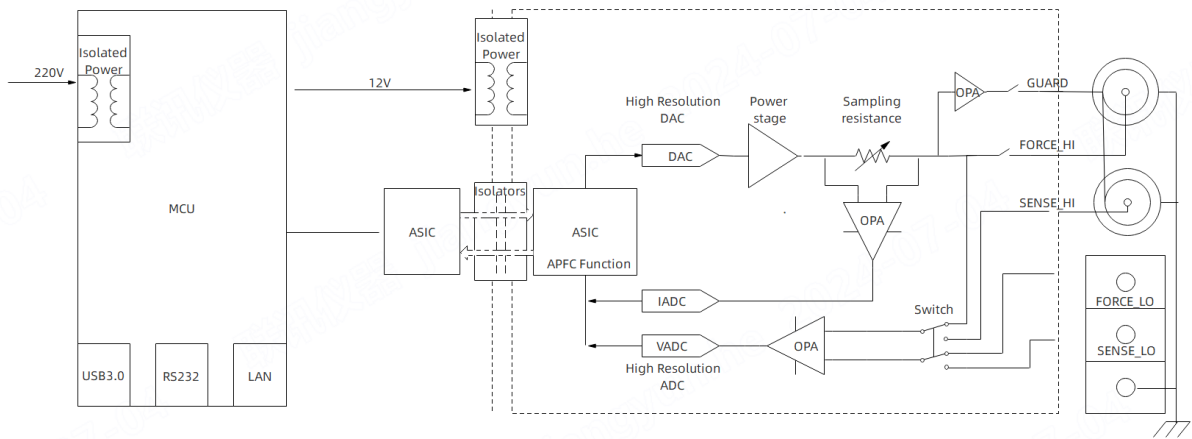 Isolated
Power
220V
MCU
USB3.0
RS232
LAN
12V
Isolated
Power
Isolators
ASIC
ASIC
APFC Function
High Resolution
DAC
DAC
Power
stage
Sampling
resistance
OPA
GUARD
FORCE_HI
SENSE_HI
OPA
IADC
VADC
High Resolution
ADC
OPA
Switch
FORCE_LO
SENSE_LO